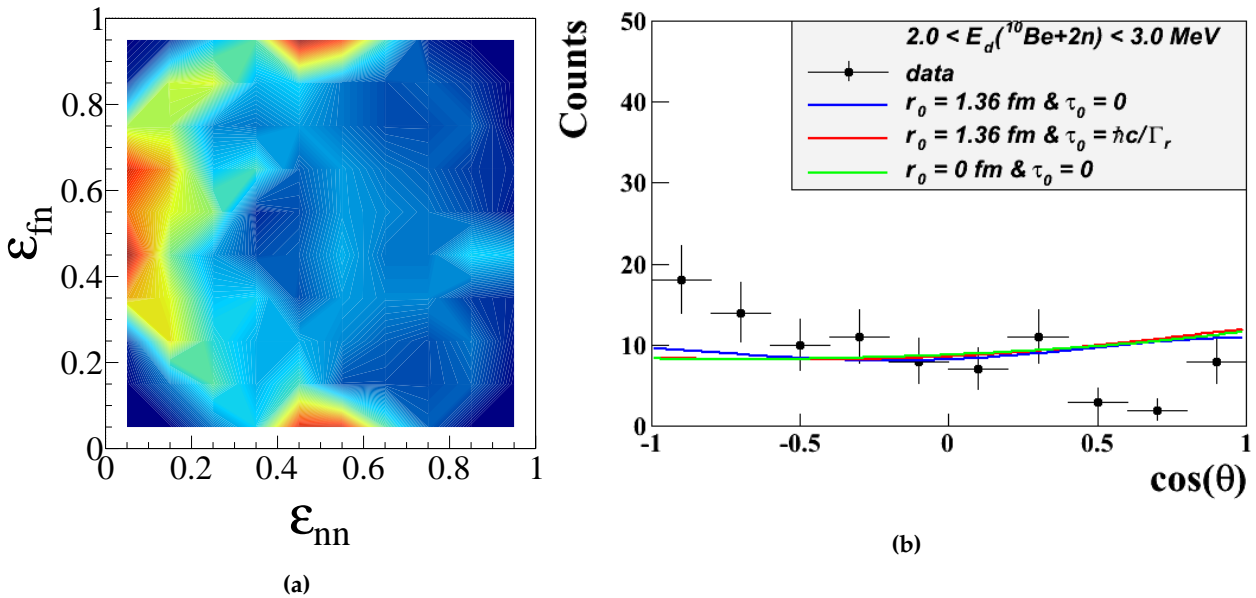 1
0.8
0.6
0.4
0.2
0
0 0.2 0.4 0.6 0.8 1
ε_fn
ε_nn
(a)
Counts
50
40
30
20
10
0
-1 -0.5 0 0.5 1
cos(θ)
2.0 < E_d(¹⁰Be+2n) < 3.0 MeV
data
r_0 = 1.36 fm & τ_0 = 0
r_0 = 1.36 fm & τ_0 = ℏc/Γ_r
r_0 = 0 fm & τ_0 = 0
(b)